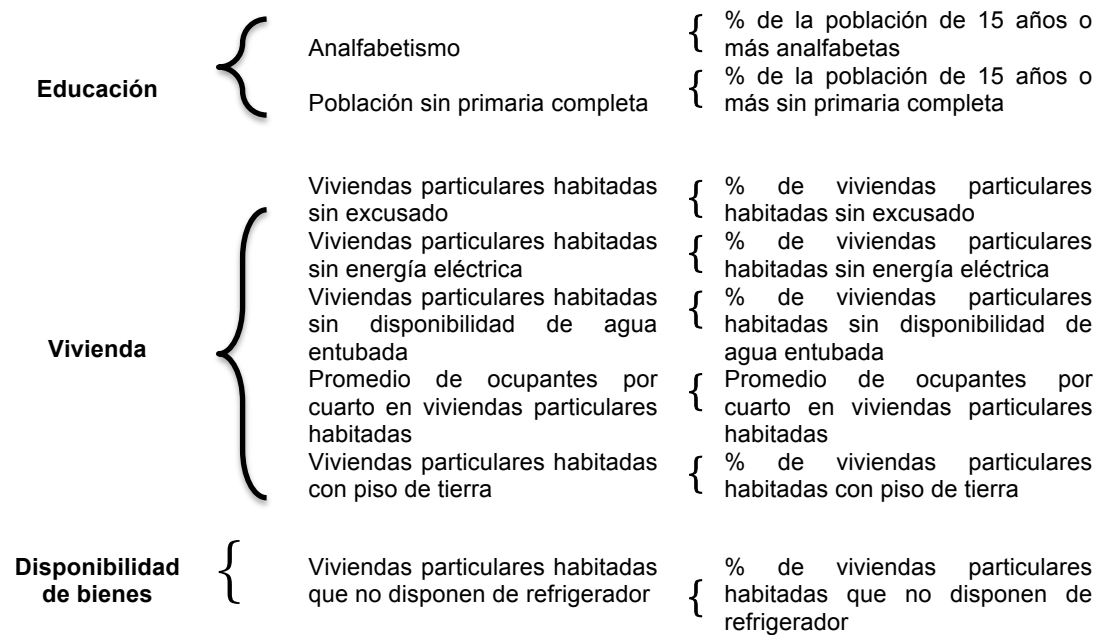 Educación
Analfabetismo
% de la población de 15 años o
más analfabetas
Población sin primaria completa
% de la población de 15 años o
más sin primaria completa
Vivienda
Viviendas particulares habitadas
sin excusado
% de viviendas particulares
habitadas sin excusado
Viviendas particulares habitadas
sin energía eléctrica
% de viviendas particulares
habitadas sin energía eléctrica
Viviendas particulares habitadas
sin disponibilidad de agua
entubada
% de viviendas particulares
habitadas sin disponibilidad de
agua entubada
Promedio de ocupantes por
cuarto en viviendas particulares
habitadas
Promedio de ocupantes por
cuarto en viviendas particulares
habitadas
Viviendas particulares habitadas
con piso de tierra
% de viviendas particulares
habitadas con piso de tierra
Disponibilidad
de bienes
Viviendas particulares habitadas
que no disponen de refrigerador
% de viviendas particulares
habitadas que no disponen de
refrigerador